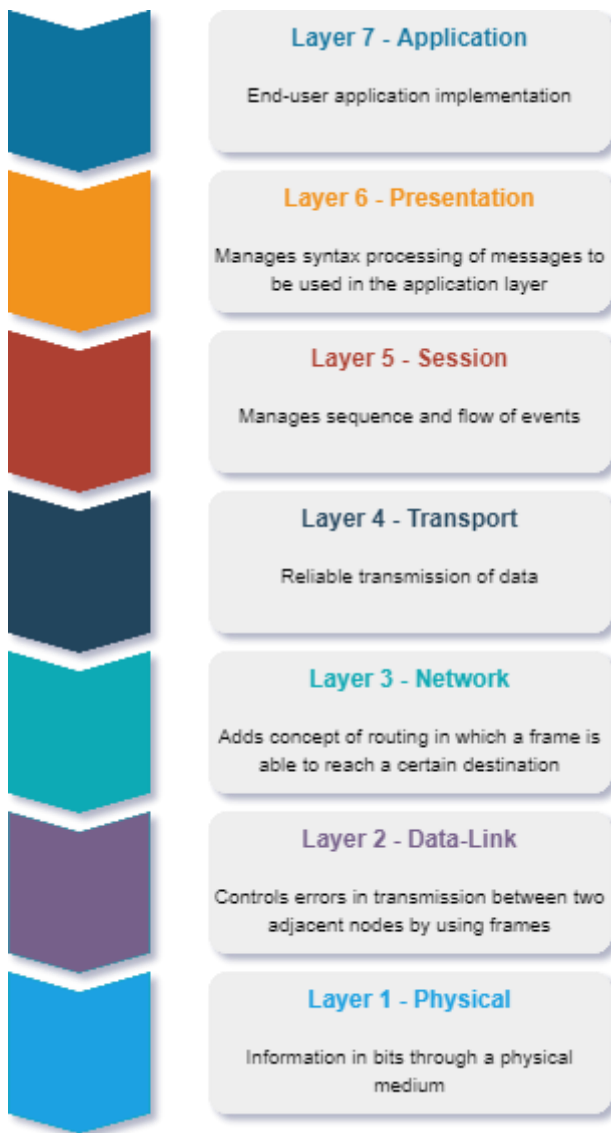 Layer 7 - Application
End-user application implementation
Layer 6 - Presentation
Manages syntax processing of messages to
be used in the application layer
Layer 5 - Session
Manages sequence and flow of events
Layer 4 - Transport
Reliable transmission of data
Layer 3 - Network
Adds concept of routing in which a frame is
able to reach a certain destination
Layer 2 - Data-Link
Controls errors in transmission between two
adjacent nodes by using frames
Layer 1 - Physical
Information in bits through a physical
medium